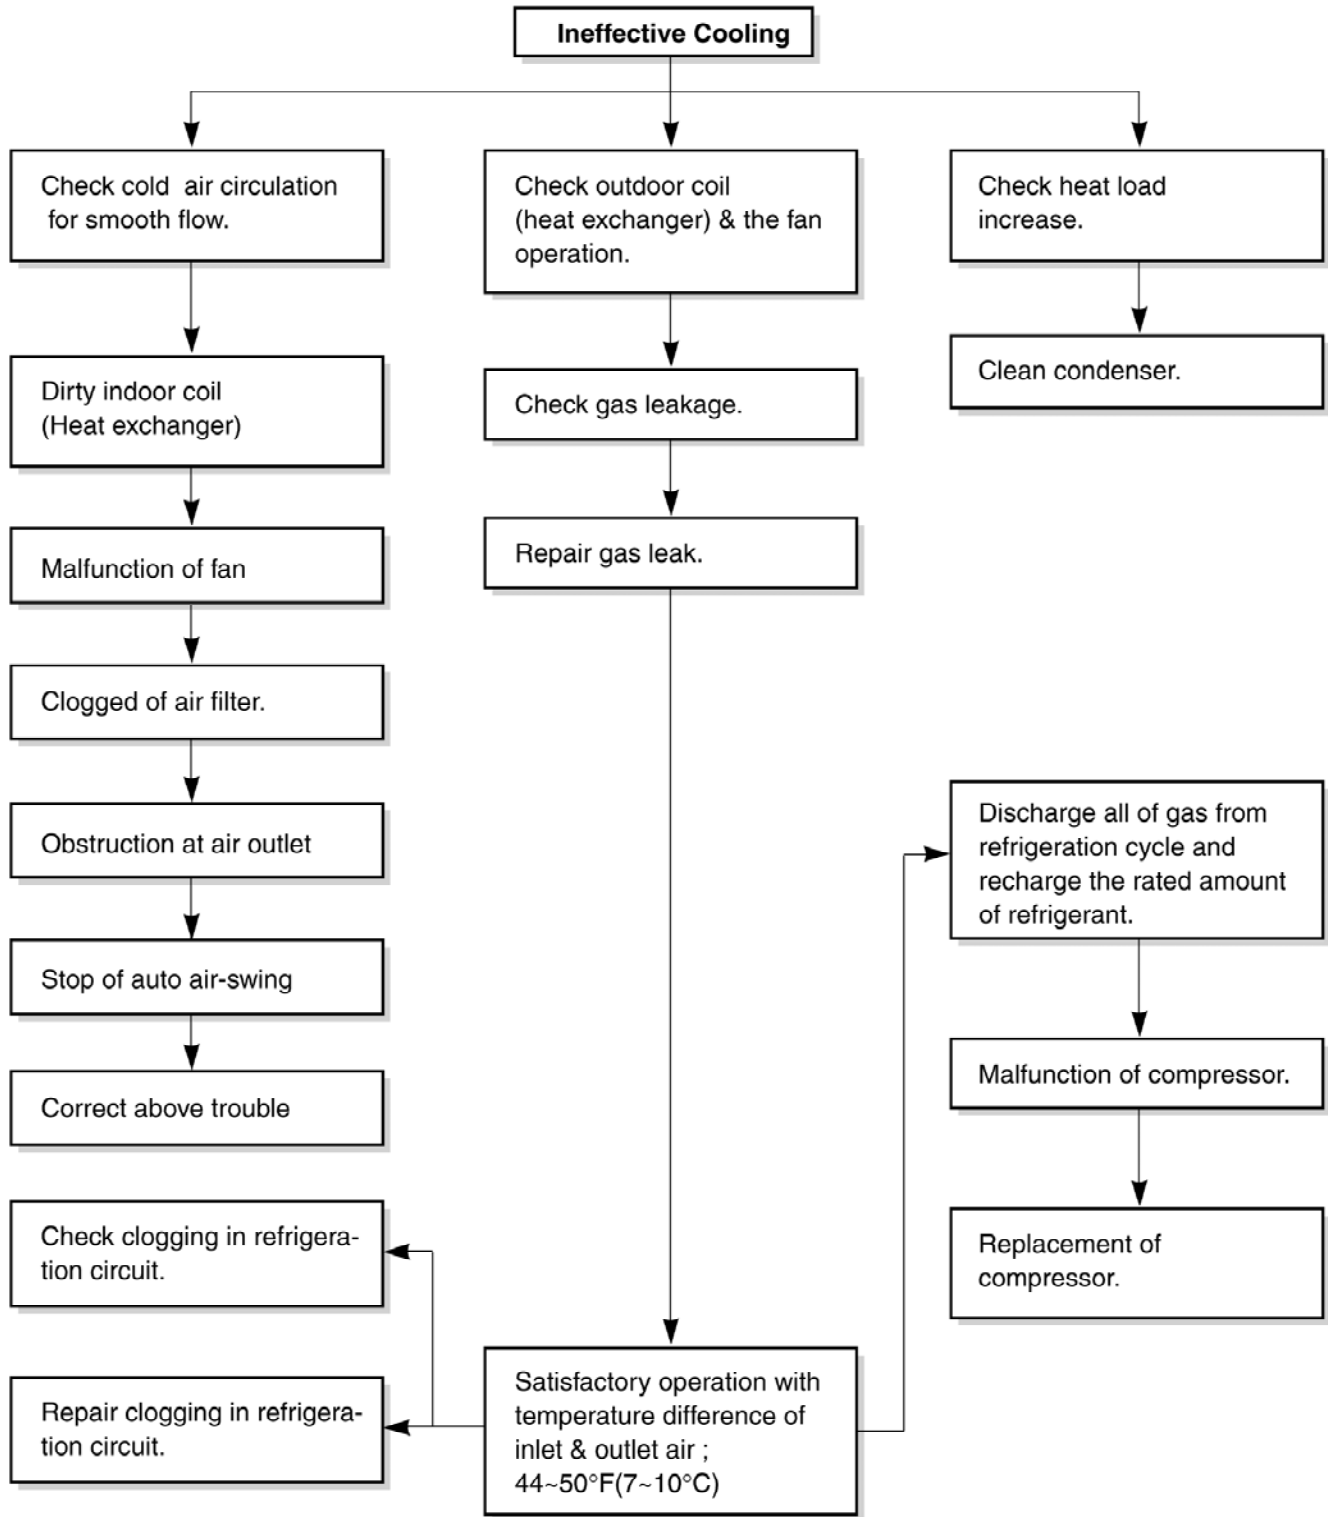 Ineffective Cooling
Check cold air circulation
for smooth flow.
Check outdoor coil
(heat exchanger) & the fan
operation.
Check heat load
increase.
Dirty indoor coil
(Heat exchanger)
Check gas leakage.
Clean condenser.
Malfunction of fan
Repair gas leak.
Clogged of air filter.
Obstruction at air outlet
Stop of auto air-swing
Correct above trouble
Discharge all of gas from
refrigeration cycle and
recharge the rated amount
of refrigerant.
Malfunction of compressor.
Replacement of
compressor.
Check clogging in refrigera-
tion circuit.
Repair clogging in refrigera-
tion circuit.
Satisfactory operation with
temperature difference of
inlet & outlet air ;
44~50°F(7~10°C)